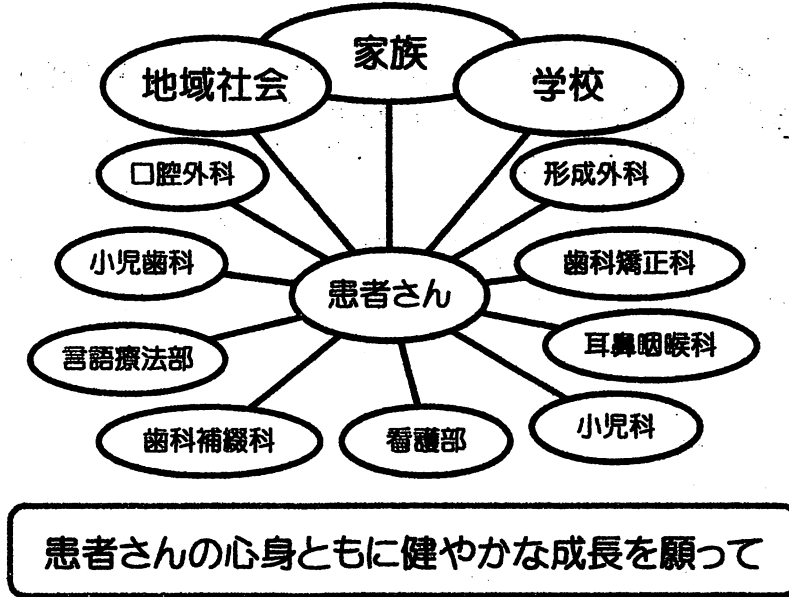 家族
地域社会
学校
口腔外科
形成外科
小児歯科
歯科矯正科
患者さん
言語療法部
耳鼻咽喉科
歯科補綴科
看護部
小児科
患者さんの心身ともに健やかな成長を願って